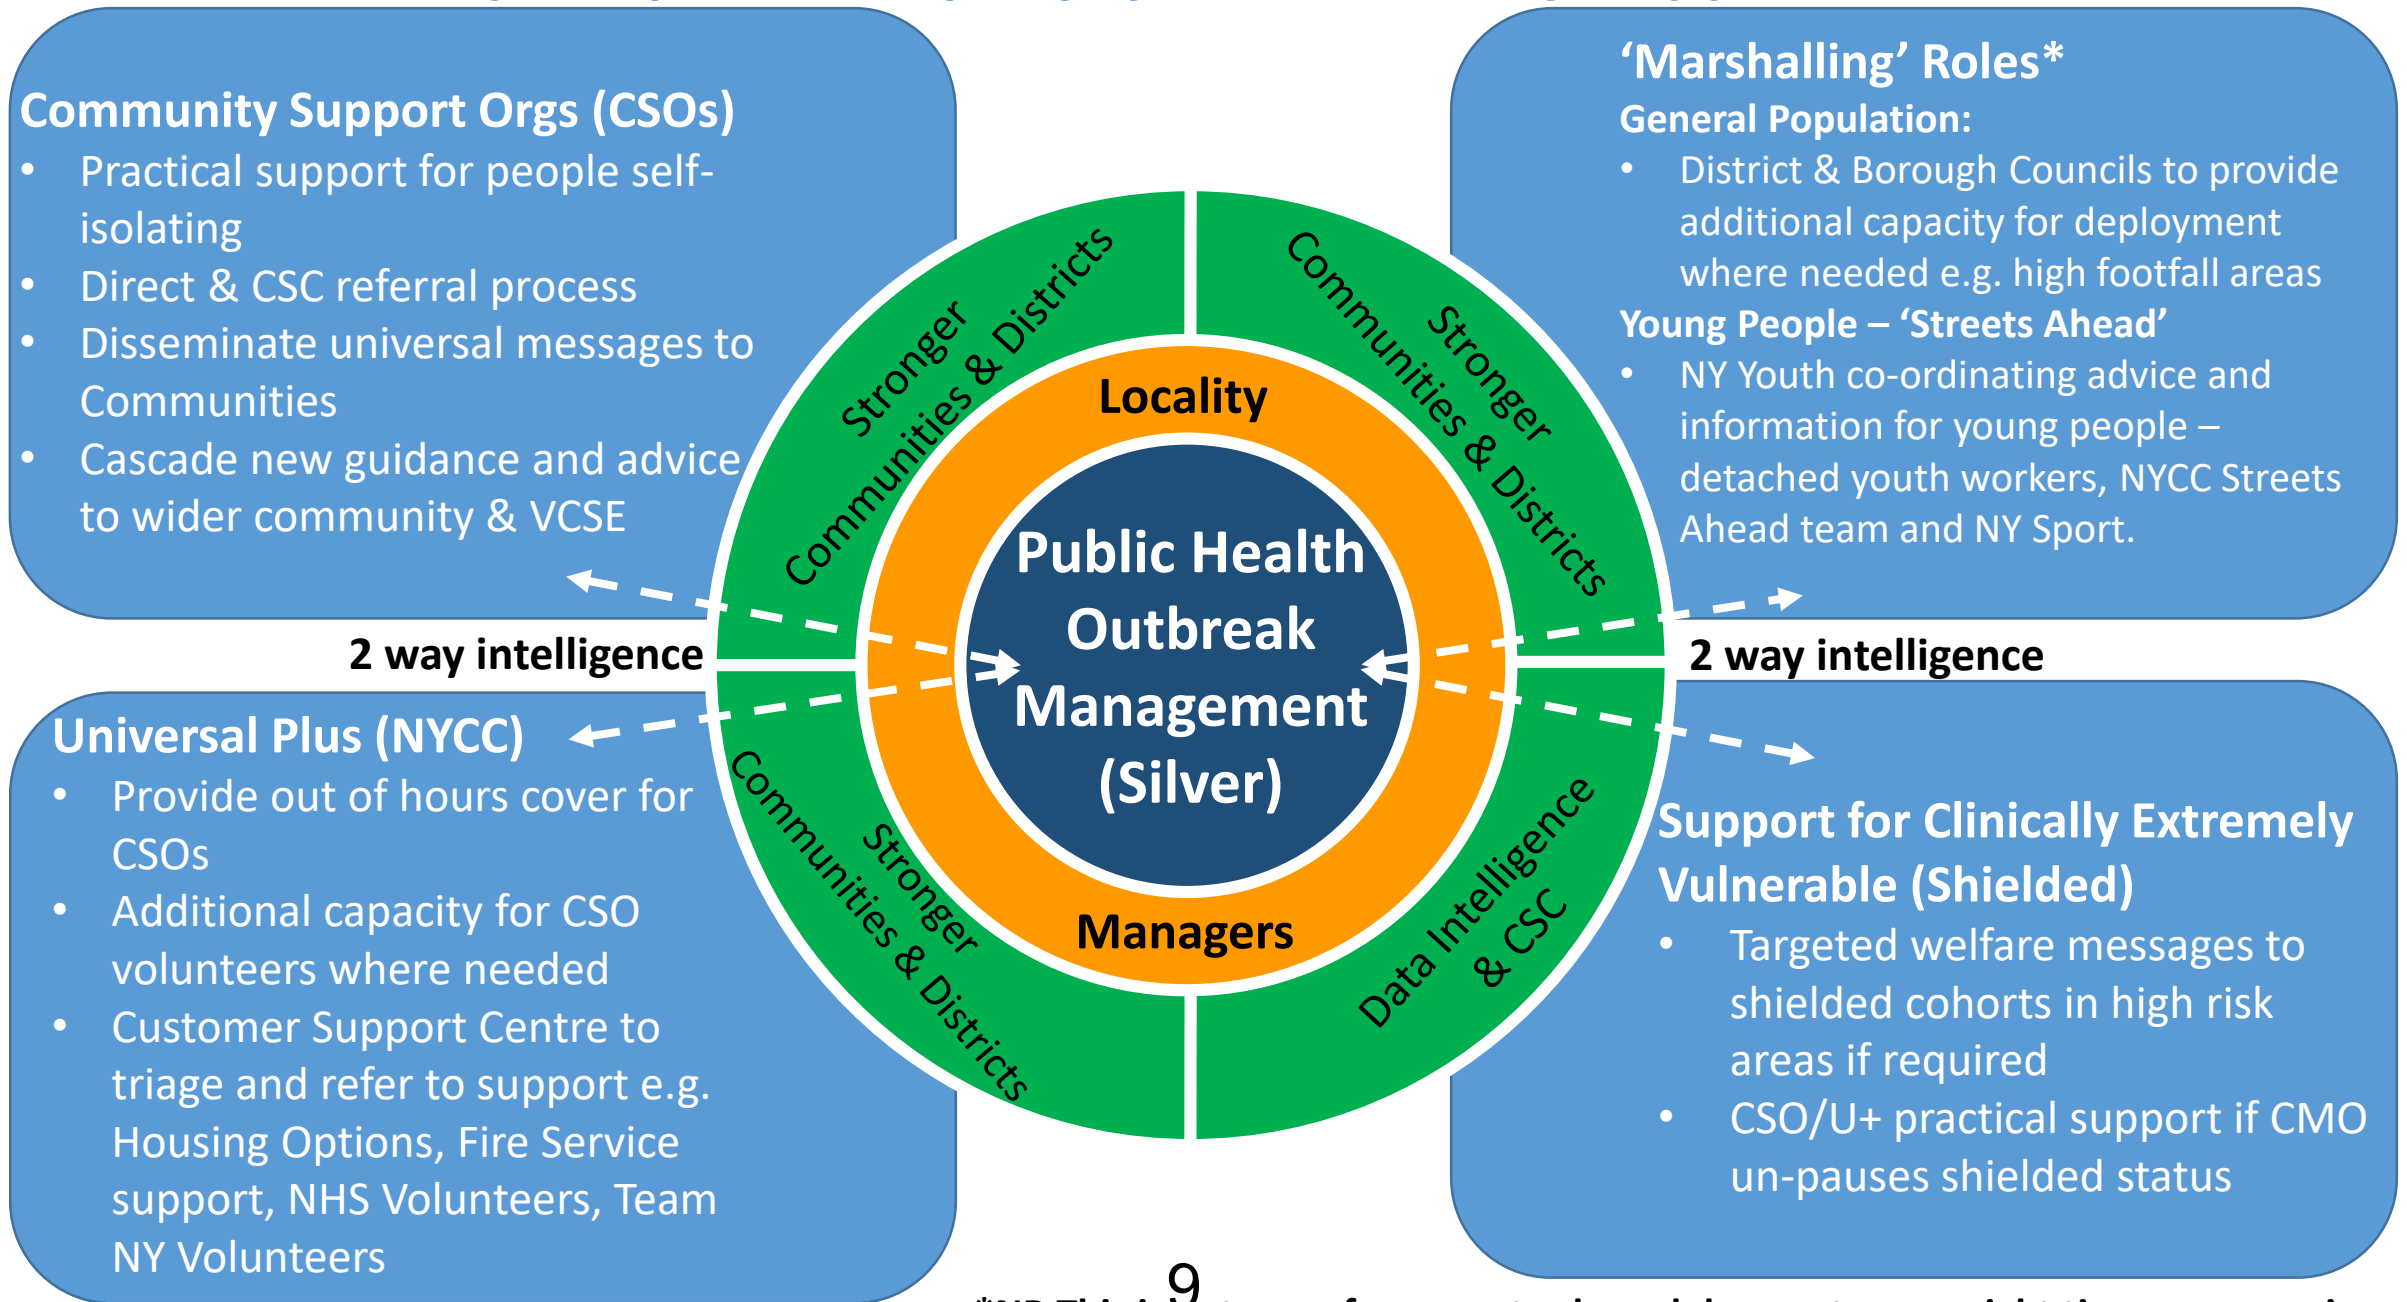 Community Support Orgs (CSOs)
• Practical support for people self-
isolating
• Direct & CSC referral process
• Disseminate universal messages to
Communities
• Cascade new guidance and advice
to wider community & VCSE
‘Marshalling’ Roles*
General Population:
• District & Borough Councils to provide
additional capacity for deployment
where needed e.g. high footfall areas
Young People – ‘Streets Ahead’
• NY Youth co-ordinating advice and
information for young people –
detached youth workers, NYCC Streets
Ahead team and NY Sport.
Stronger
Communities & Districts
Stronger
Communities & Districts
Locality
Public Health
Outbreak
Management
(Silver)
Managers
2 way intelligence
2 way intelligence
Stronger
Communities & Districts
Data Intelligence
& CSC
Universal Plus (NYCC)
• Provide out of hours cover for
CSOs
• Additional capacity for CSO
volunteers where needed
• Customer Support Centre to
triage and refer to support e.g.
Housing Options, Fire Service
support, NHS Volunteers, Team
NY Volunteers
Support for Clinically Extremely
Vulnerable (Shielded)
• Targeted welfare messages to
shielded cohorts in high risk
areas if required
• CSO/U+ practical support if CMO
un-pauses shielded status
9